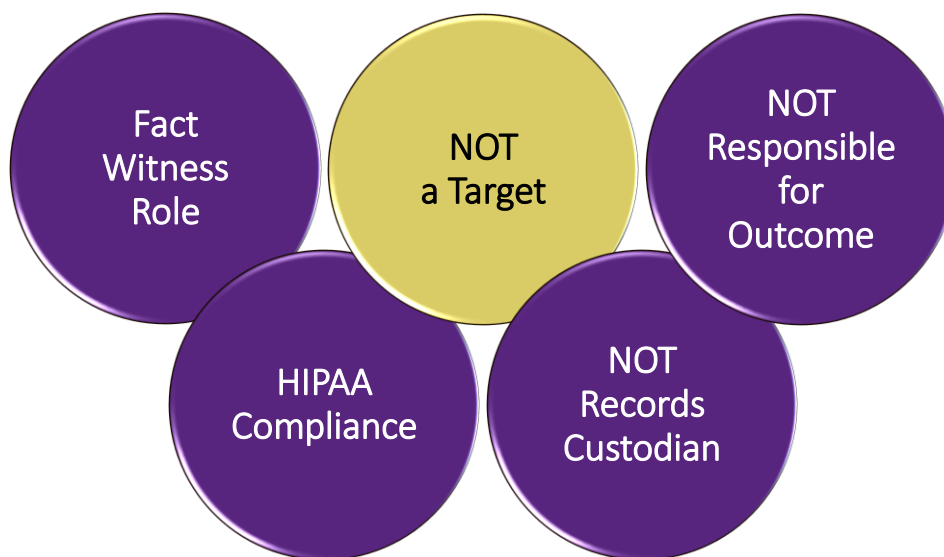 Fact
Witness
Role
NOT
a Target
NOT
Responsible
for
Outcome
HIPAA
Compliance
NOT
Records
Custodian